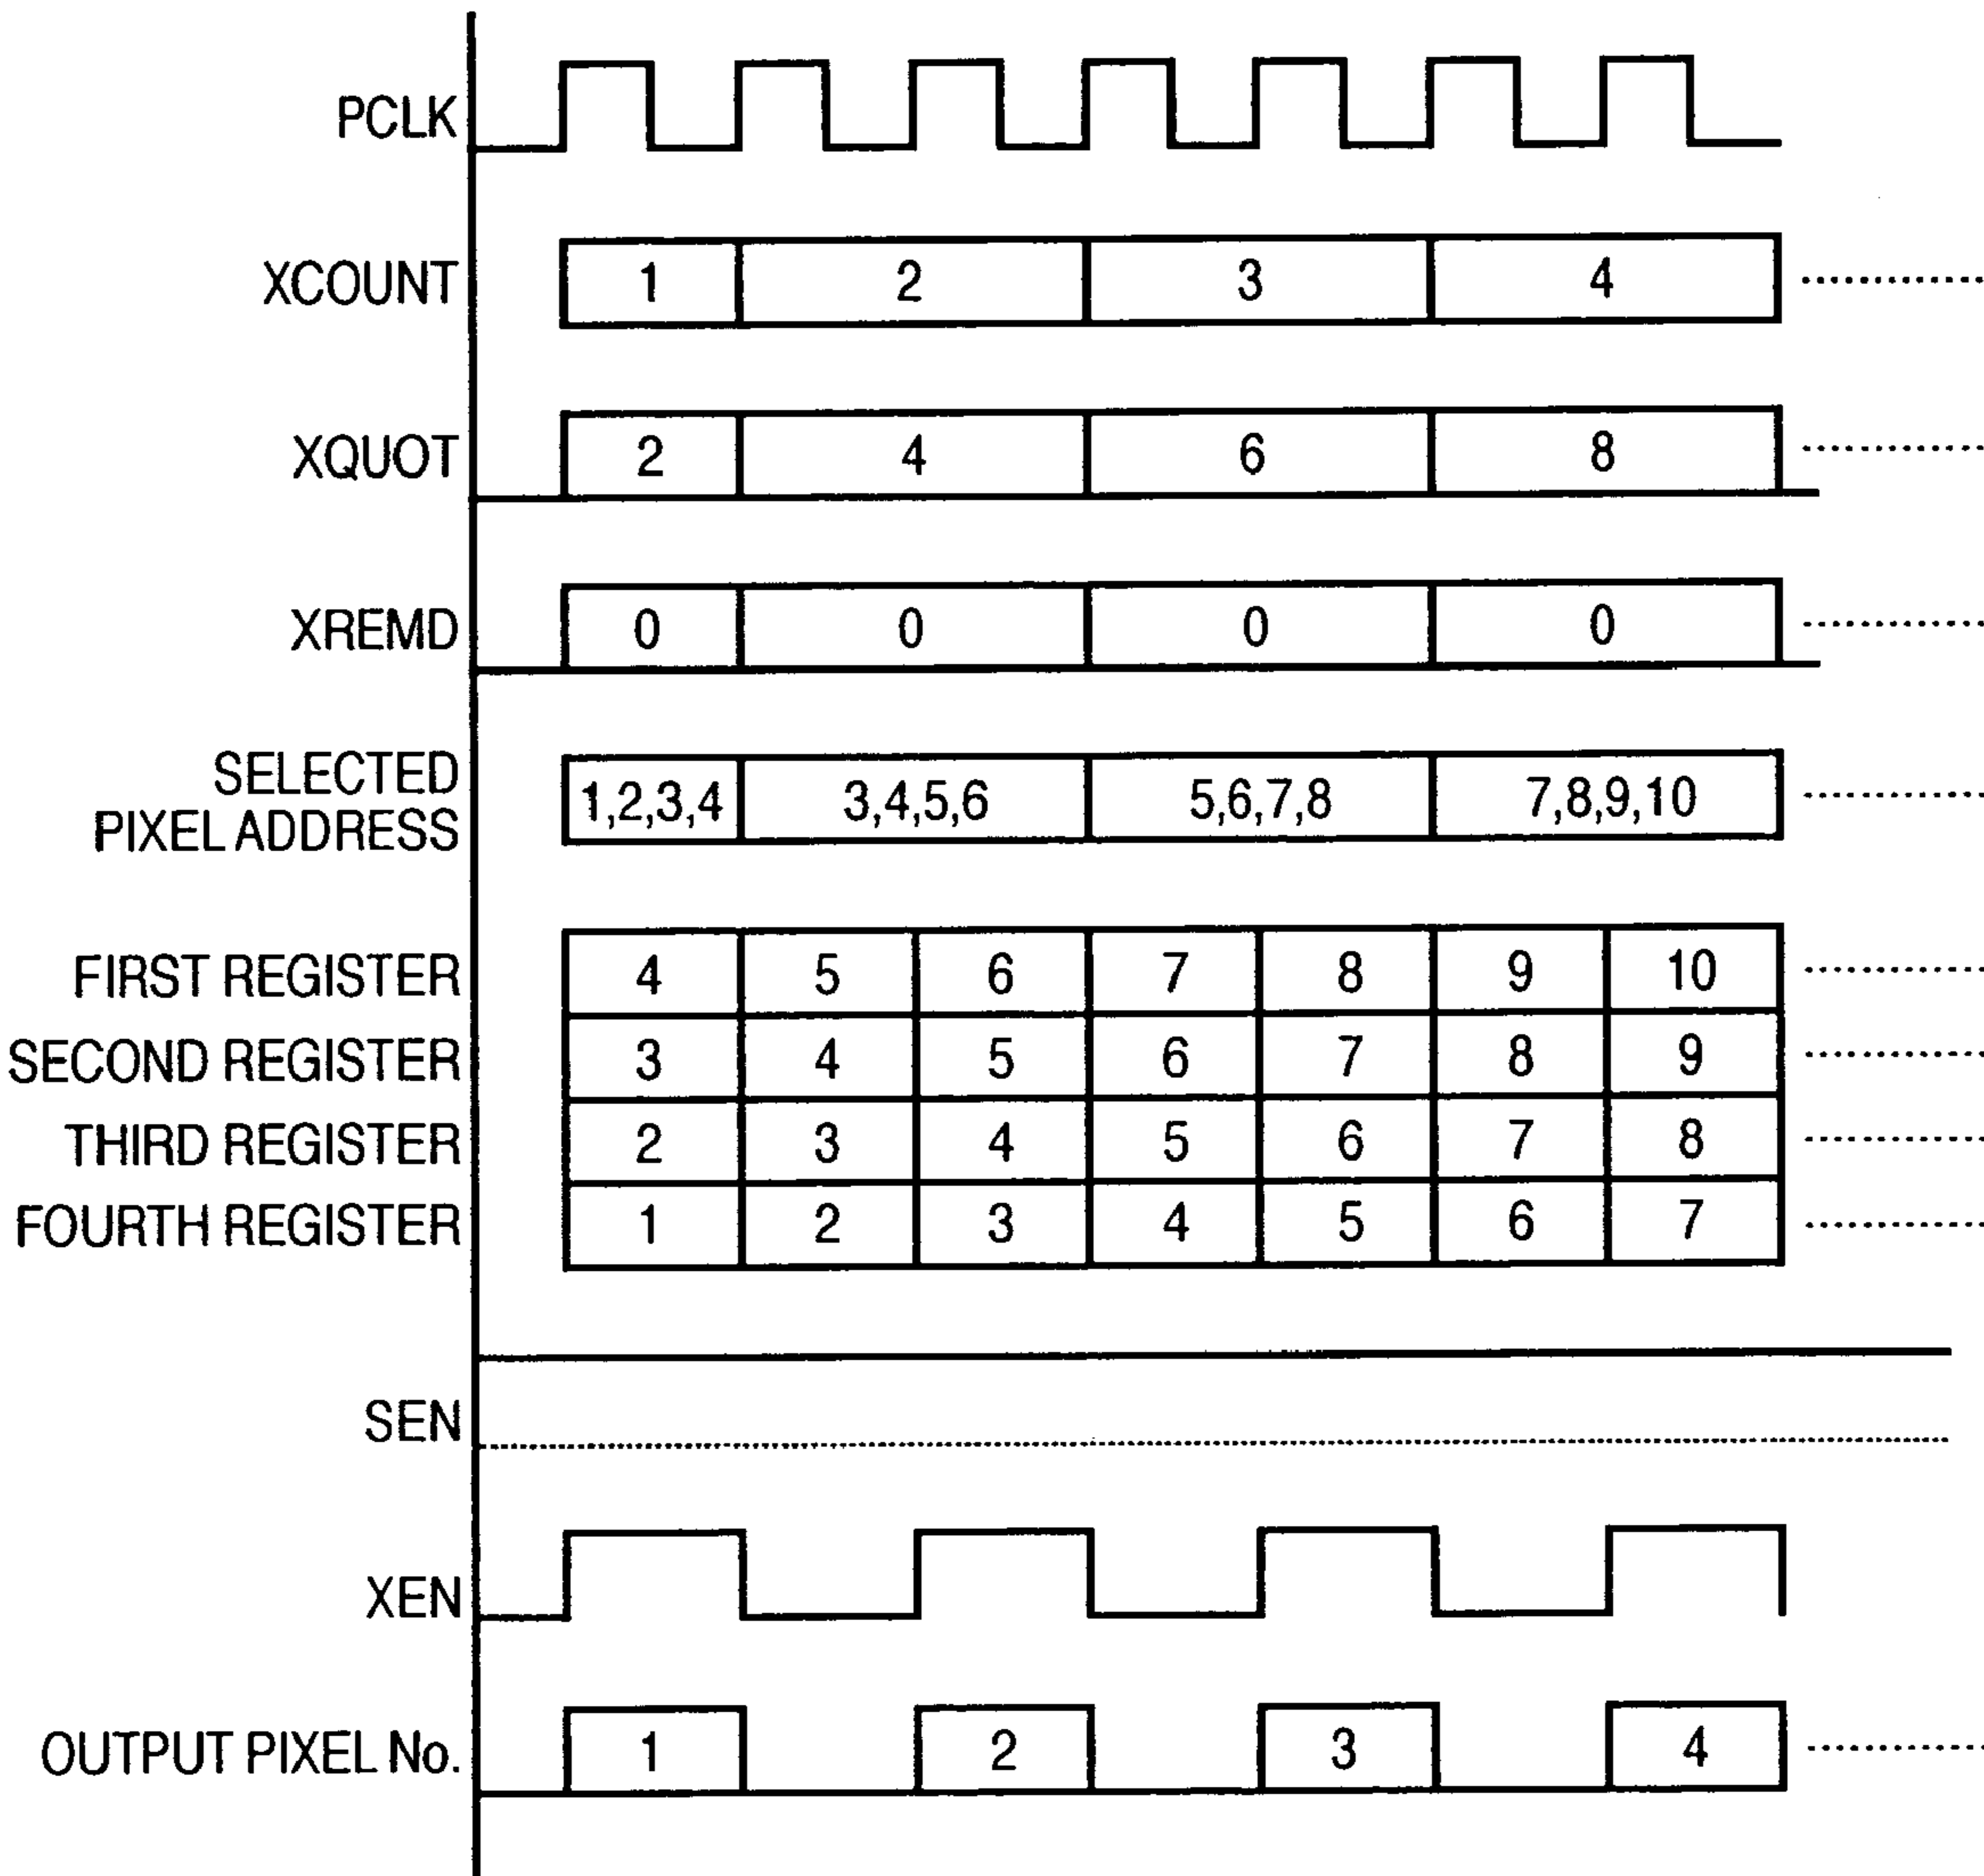 PCLK
XCOUNT 1 2 3 4
XQUOT 2 4 6 8
XREMD 0 0 0 0
SELECTED
PIXEL ADDRESS 1,2,3,4 3,4,5,6 5,6,7,8 7,8,9,10
FIRST REGISTER 4 5 6 7 8 9 10
SECOND REGISTER 3 4 5 6 7 8 9
THIRD REGISTER 2 3 4 5 6 7 8
FOURTH REGISTER 1 2 3 4 5 6 7
SEN
XEN
OUTPUT PIXEL No. 1 2 3 4